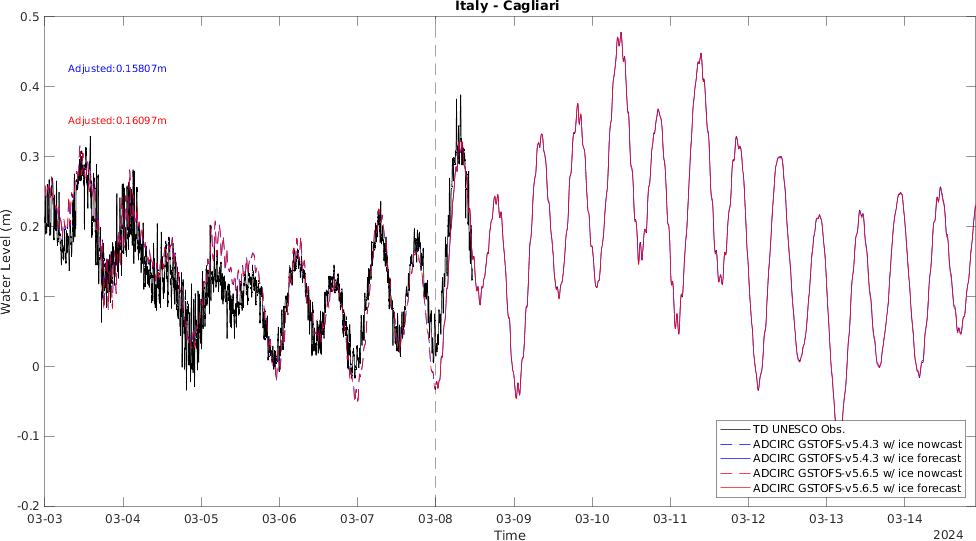 Italy - Cagliari
0.5
Adjusted:0.15807m
0.4
Adjusted:0.16097m
0.3
0.2
0.1
0
-0.1
-0.2
Water Level (m)
TD UNESCO Obs.
ADCIRC GSTOFS-v5.4.3 w/ ice nowcast
ADCIRC GSTOFS-v5.4.3 w/ ice forecast
ADCIRC GSTOFS-v5.6.5 w/ ice nowcast
ADCIRC GSTOFS-v5.6.5 w/ ice forecast
03-03 03-04 03-05 03-06 03-07 03-08 03-09 03-10 03-11 03-12 03-13 03-14
Time
2024